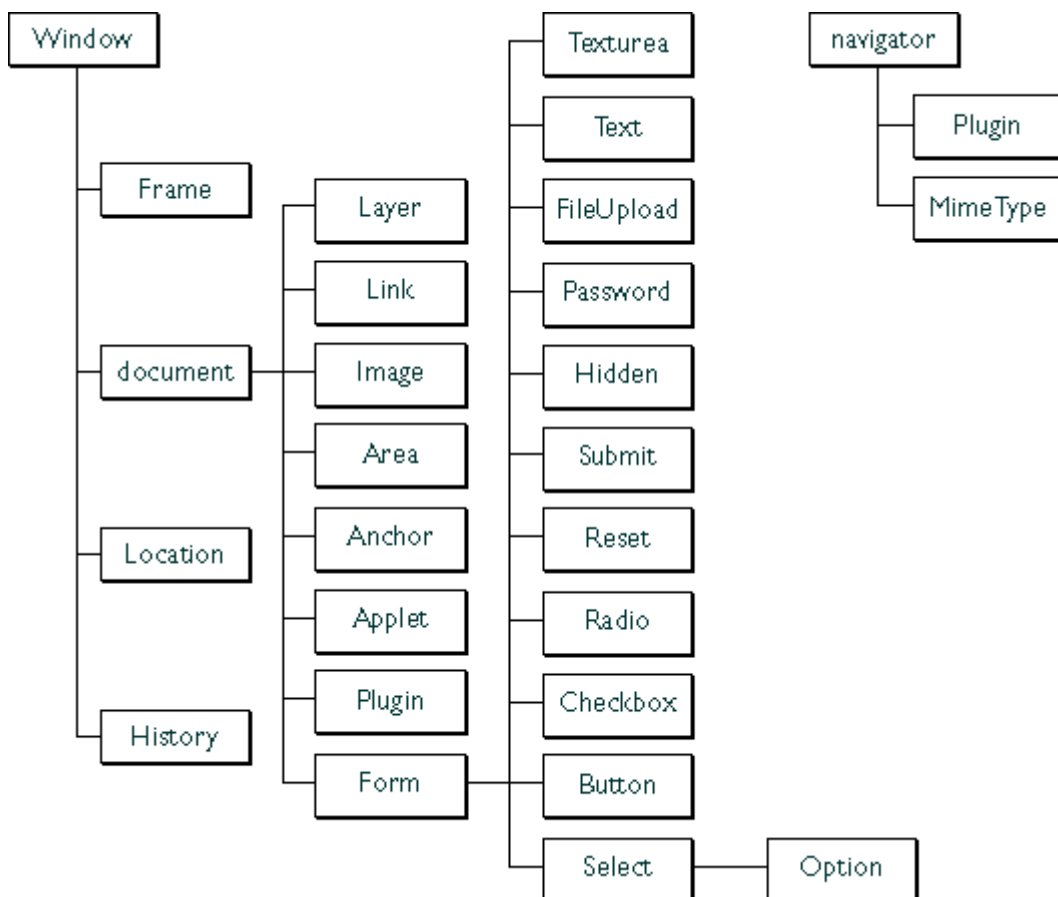 Window
Frame
document
Location
History
Layer
Link
Image
Area
Anchor
Applet
Plugin
Form
Texturea
Text
FileUpload
Password
Hidden
Submit
Reset
Radio
Checkbox
Button
Select
Option
navigator
Plugin
MimeType